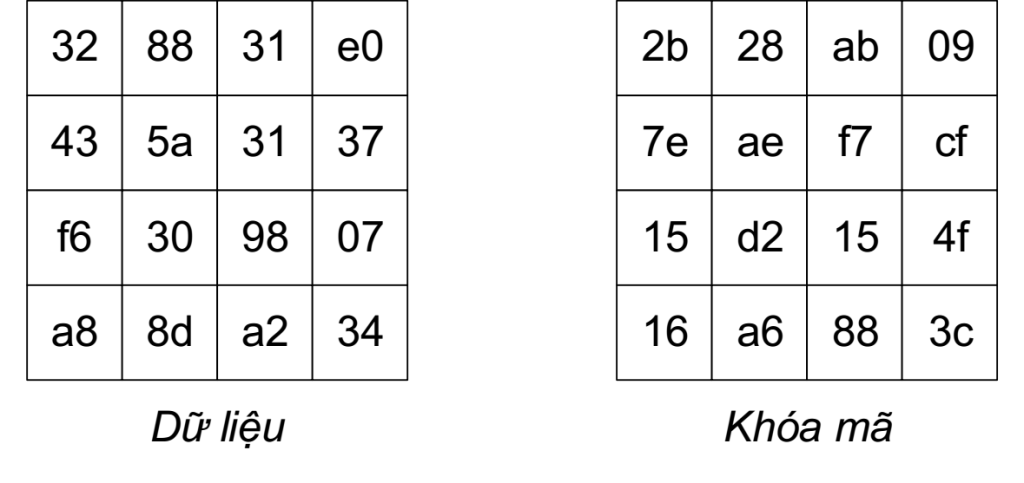 32 88 31 e0 2b 28 ab 09
43 5a 31 37 7e ae f7 cf
f6 30 98 07 15 d2 15 4f
a8 8d a2 34 16 a6 88 3c
Dữ liệu Khóa mã